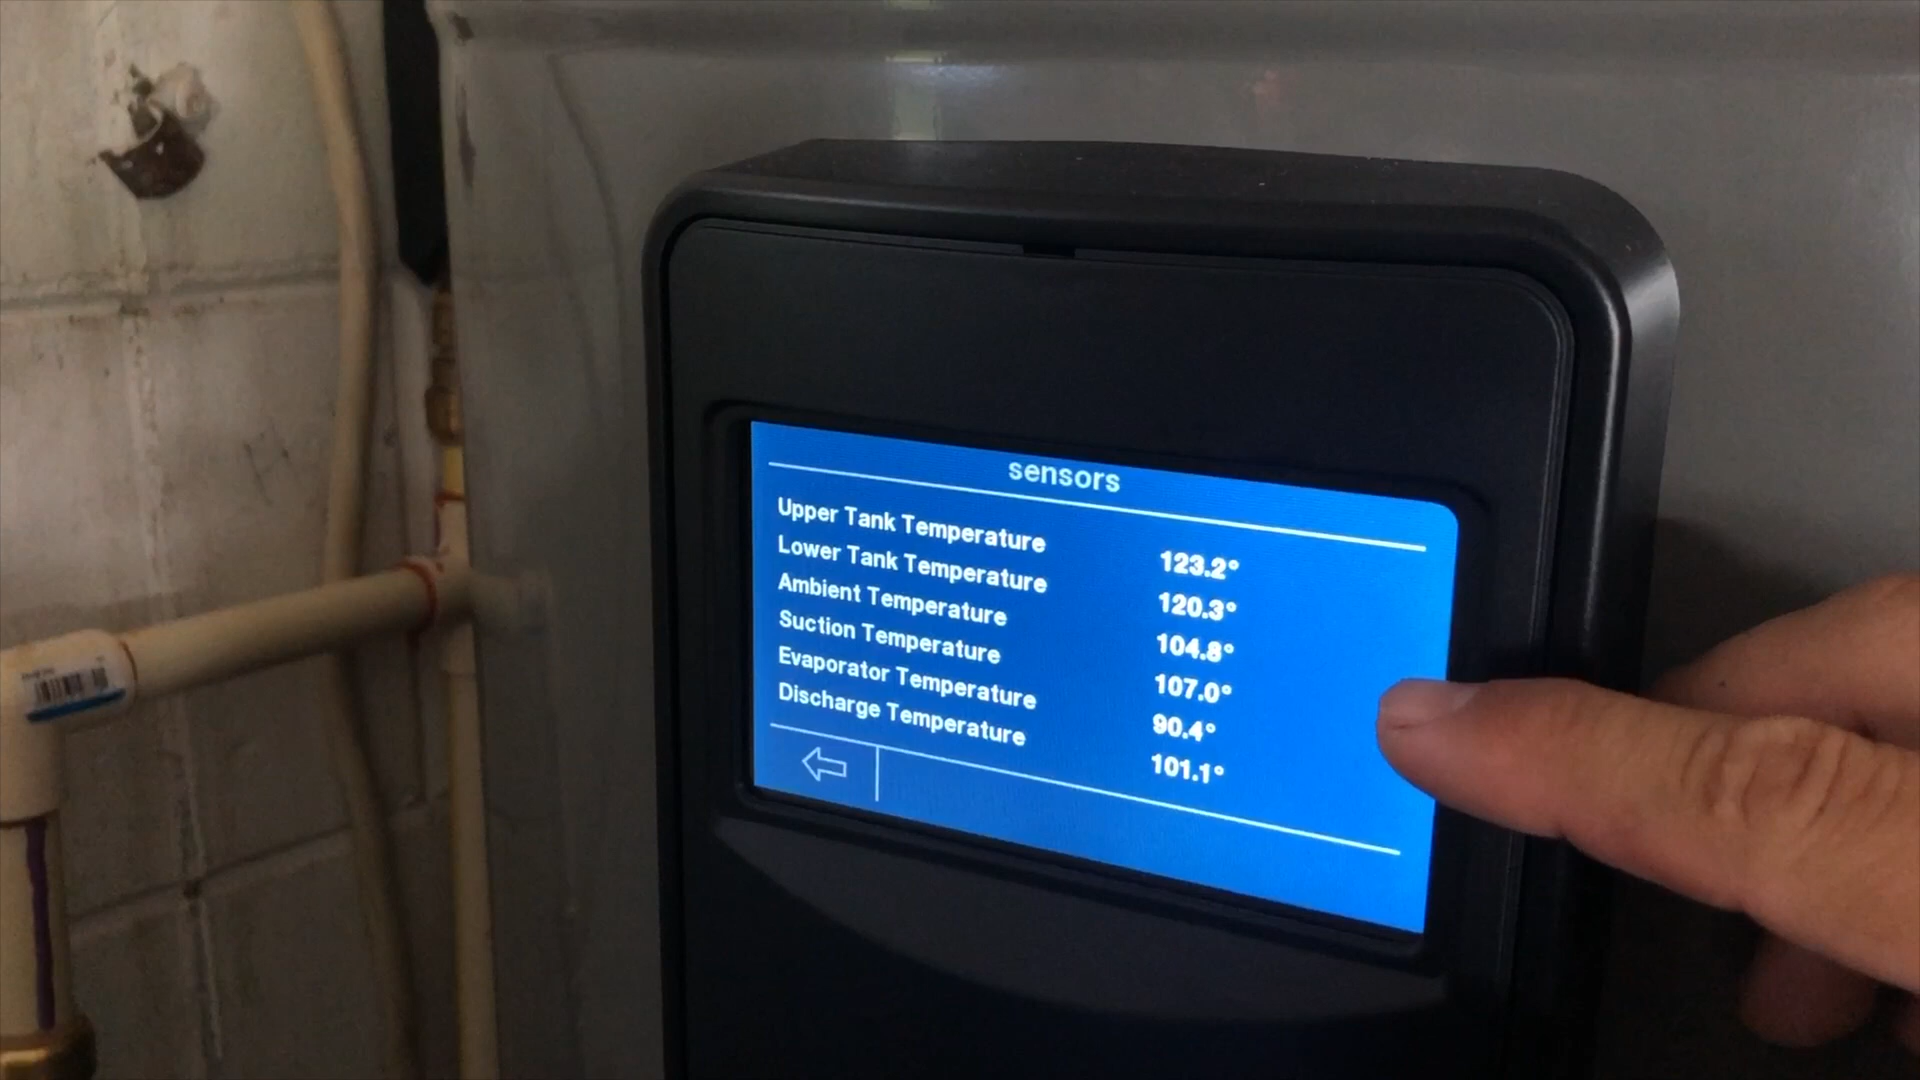 sensors
Upper Tank Temperature 123.2°
Lower Tank Temperature 120.3°
Ambient Temperature 104.8°
Suction Temperature 107.0°
Evaporator Temperature 90.4°
Discharge Temperature 101.1°